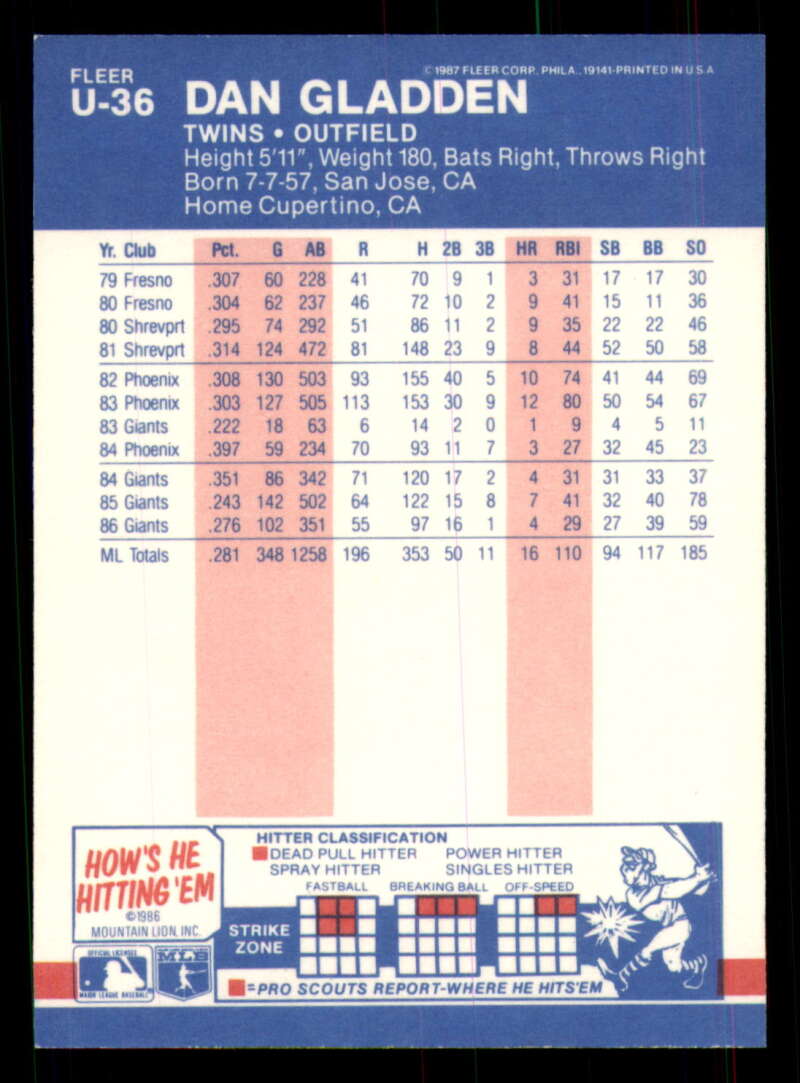 ©1987 FLEER CORP. PHILA., 19141-PRINTED IN U S A
FLEER
U-36 DAN GLADDEN
TWINS • OUTFIELD
Height 5'11", Weight 180, Bats Right, Throws Right
Born 7-7-57, San Jose, CA
Home Cupertino, CA
Yr. Club Pct. G AB R H 2B 3B HR RBI SB BB SO
79 Fresno .307 60 228 41 70 9 1 3 31 17 17 30
80 Fresno .304 62 237 46 72 10 2 9 41 15 11 36
80 Shrevprt .295 74 292 51 86 11 2 9 35 22 22 46
81 Shrevprt .314 124 472 81 148 23 9 8 44 52 50 58
82 Phoenix .308 130 503 93 155 40 5 10 74 41 44 69
83 Phoenix .303 127 505 113 153 30 9 12 80 50 54 67
83 Giants .222 18 63 6 14 2 0 1 9 4 5 11
84 Phoenix .397 59 234 70 93 11 7 3 27 32 45 23
84 Giants .351 86 342 71 120 17 2 4 31 31 33 37
85 Giants .243 142 502 64 122 15 8 7 41 32 40 78
86 Giants .276 102 351 55 97 16 1 4 29 27 39 59
ML Totals .281 348 1258 196 353 50 11 16 110 94 117 185
HOW'S HE
HITTING 'EM
©1986
MOUNTAIN LION, INC.
OFFICIAL LICENSEE
MAJOR LEAGUE BASEBALL
MLB
HITTER CLASSIFICATION
DEAD PULL HITTER POWER HITTER
SPRAY HITTER SINGLES HITTER
FASTBALL BREAKING BALL OFF-SPEED
STRIKE
ZONE
=PRO SCOUTS REPORT-WHERE HE HITS'EM